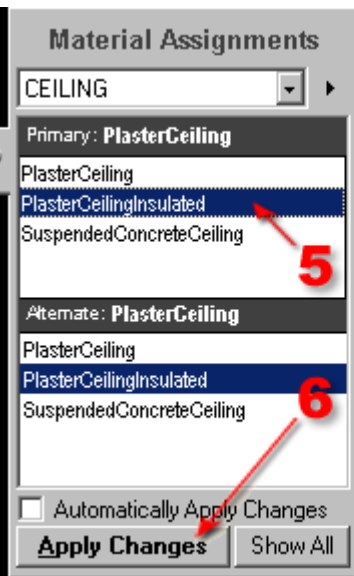 Material Assignments
CEILING
Primary: PlasterCeiling
PlasterCeiling
PlasterCeilingInsulated
SuspendedConcreteCeiling
5
Alternate: PlasterCeiling
PlasterCeiling
PlasterCeilingInsulated
SuspendedConcreteCeiling
6
Automatically Apply Changes
Apply Changes
Show All